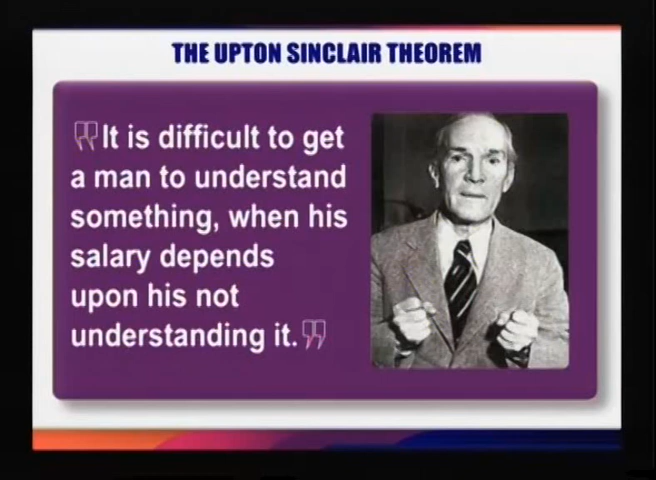 THE UPTON SINCLAIR THEOREM
"It is difficult to get
a man to understand
something, when his
salary depends
upon his not
understanding it."